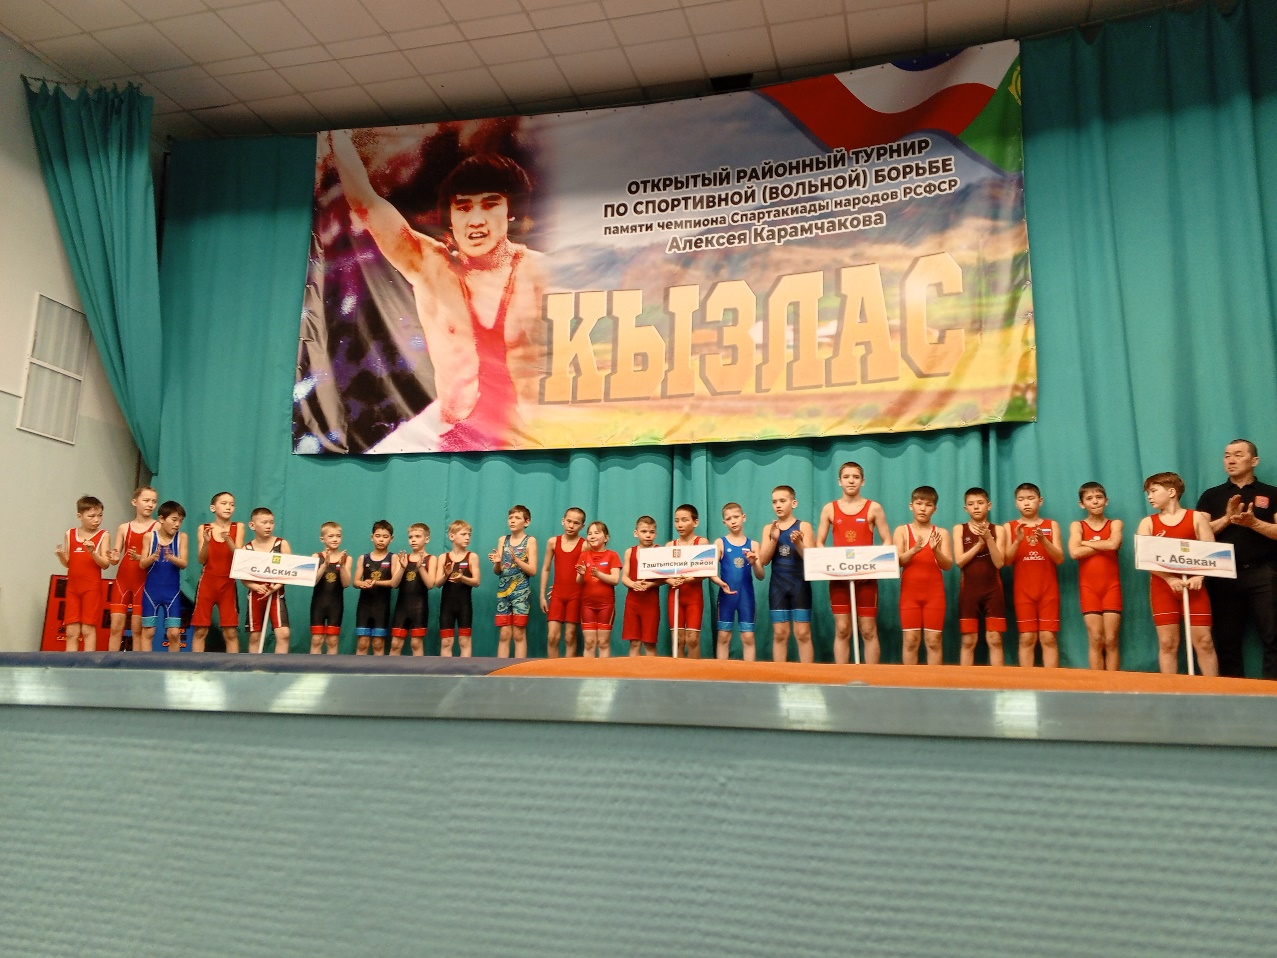 ОТКРЫТЫЙ РАЙОННЫЙ ТУРНИР
ПО СПОРТИВНОЙ (ВОЛЬНОЙ) БОРЬБЕ
ПАМЯТИ ЧЕМПИОНА Спартакиады народов РСФСР
Алексея Карамчакова
КЫЗЛАС
с. Аскиз
Таштыпский район
г. Сорск
г. Абакан